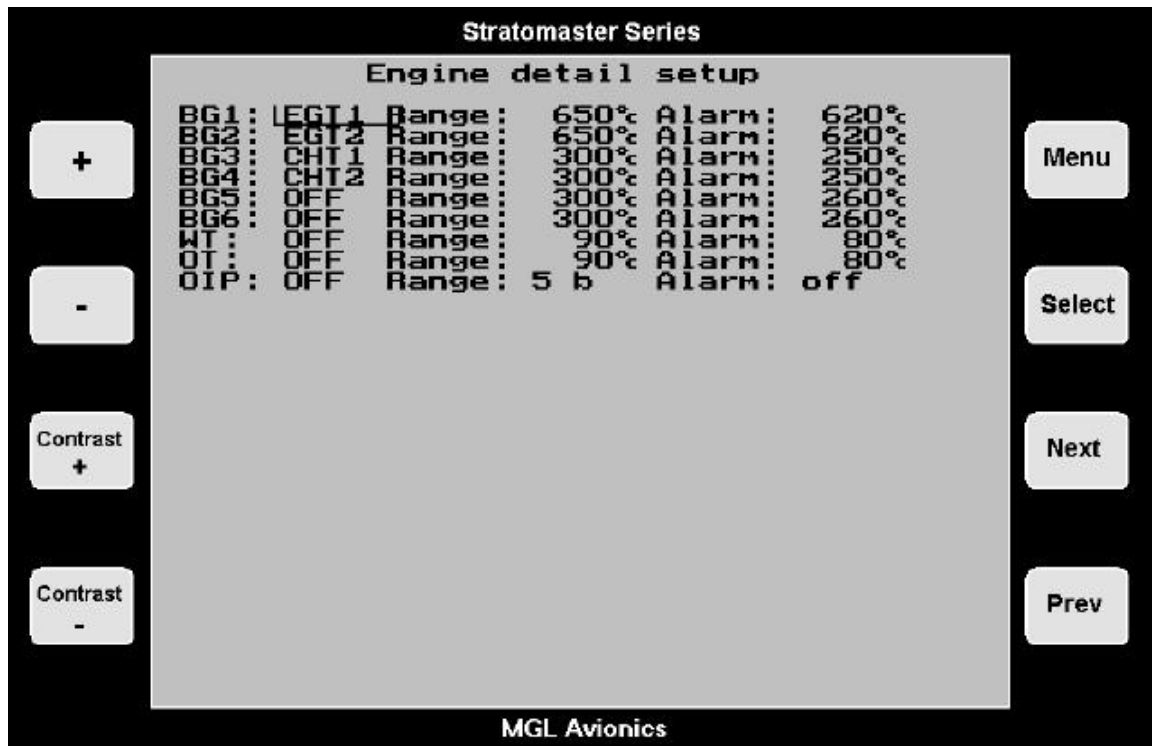 Stratomaster Series
Engine detail setup
BG1: EGT1 Range: 650°c Alarm: 620°c
BG2: EGT2 Range: 650°c Alarm: 620°c
BG3: CHT1 Range: 300°c Alarm: 250°c
BG4: CHT2 Range: 300°c Alarm: 250°c
BG5: OFF Range: 300°c Alarm: 260°c
BG6: OFF Range: 300°c Alarm: 260°c
WT: OFF Range: 90°c Alarm: 80°c
OT: OFF Range: 90°c Alarm: 80°c
OIP: OFF Range: 5 b Alarm: off
+
-
Contrast
+
Contrast
-
Menu
Select
Next
Prev
MGL Avionics